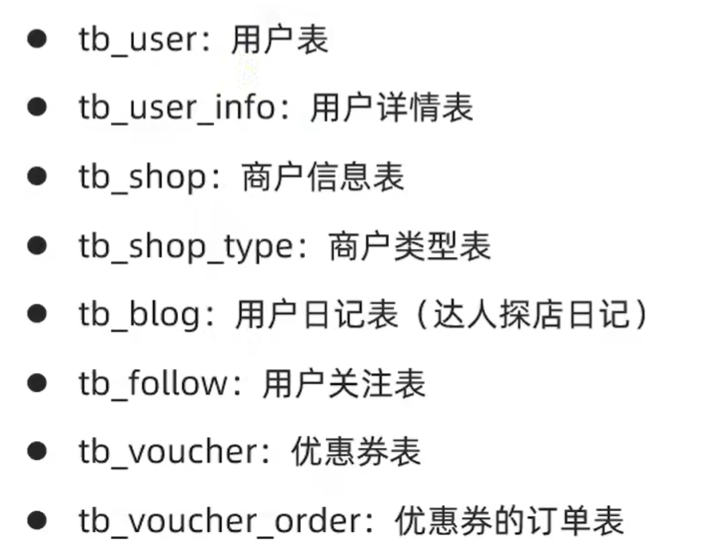 ● tb_user：用户表
● tb_user_info：用户详情表
● tb_shop：商户信息表
● tb_shop_type：商户类型表
● tb_blog：用户日记表（达人探店日记）
● tb_follow：用户关注表
● tb_voucher：优惠券表
● tb_voucher_order：优惠券的订单表